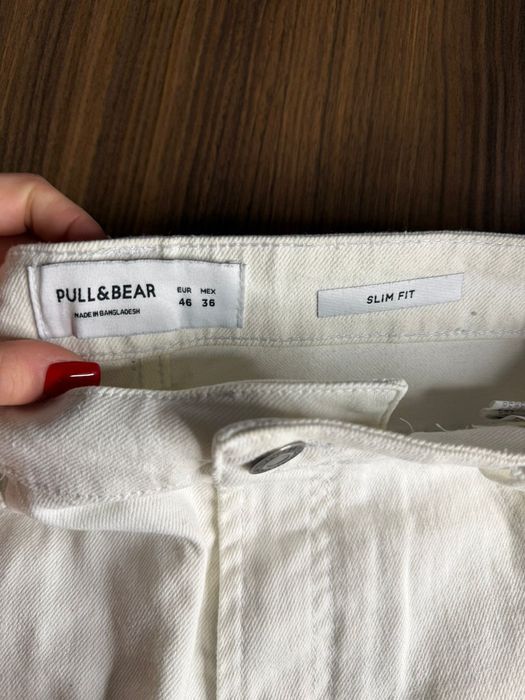 PULL&BEAR
MADE IN BANGLADESH
EUR MEX
46 36
SLIM FIT